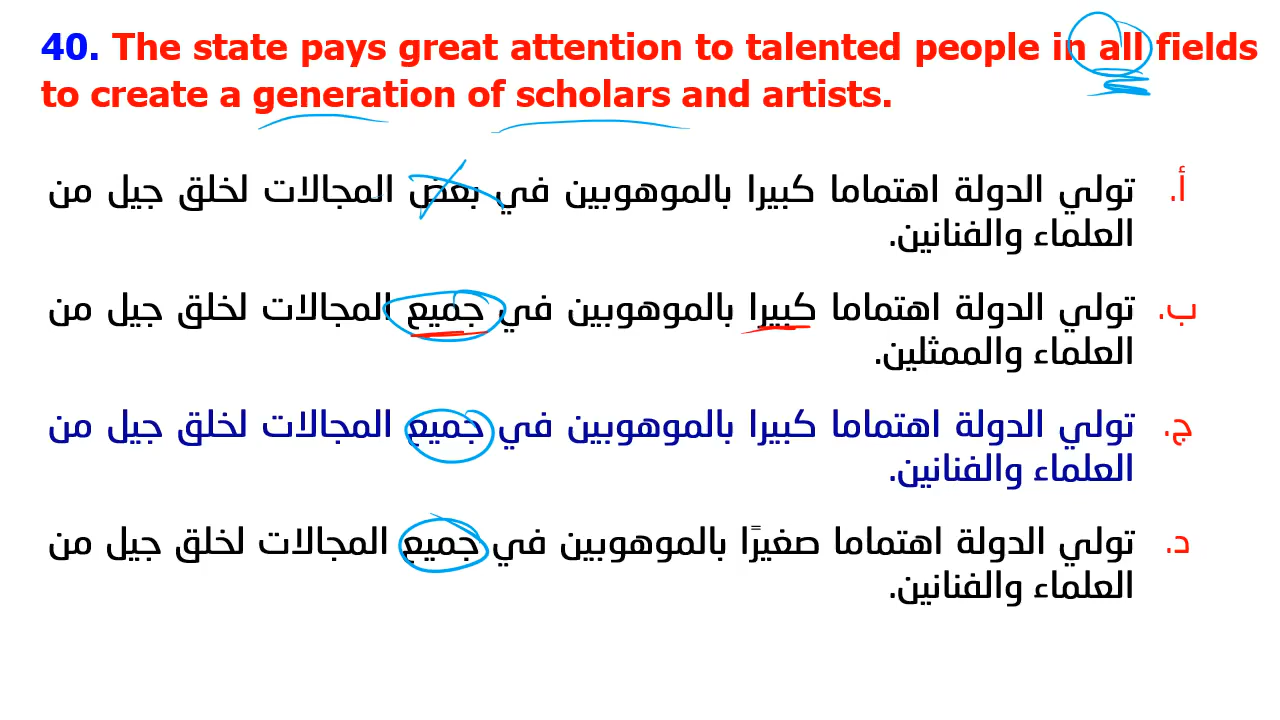 40. The state pays great attention to talented people in all fields
to create a generation of scholars and artists.
أ. تولي الدولة اهتماما كبيرا بالموهوبين في بعض المجالات لخلق جيل من
العلماء والفنانين.
ب. تولي الدولة اهتماما كبيرا بالموهوبين في جميع المجالات لخلق جيل من
العلماء والممثلين.
ج. تولي الدولة اهتماما كبيرا بالموهوبين في جميع المجالات لخلق جيل من
العلماء والفنانين.
د. تولي الدولة اهتماما صغيرًا بالموهوبين في جميع المجالات لخلق جيل من
العلماء والفنانين.